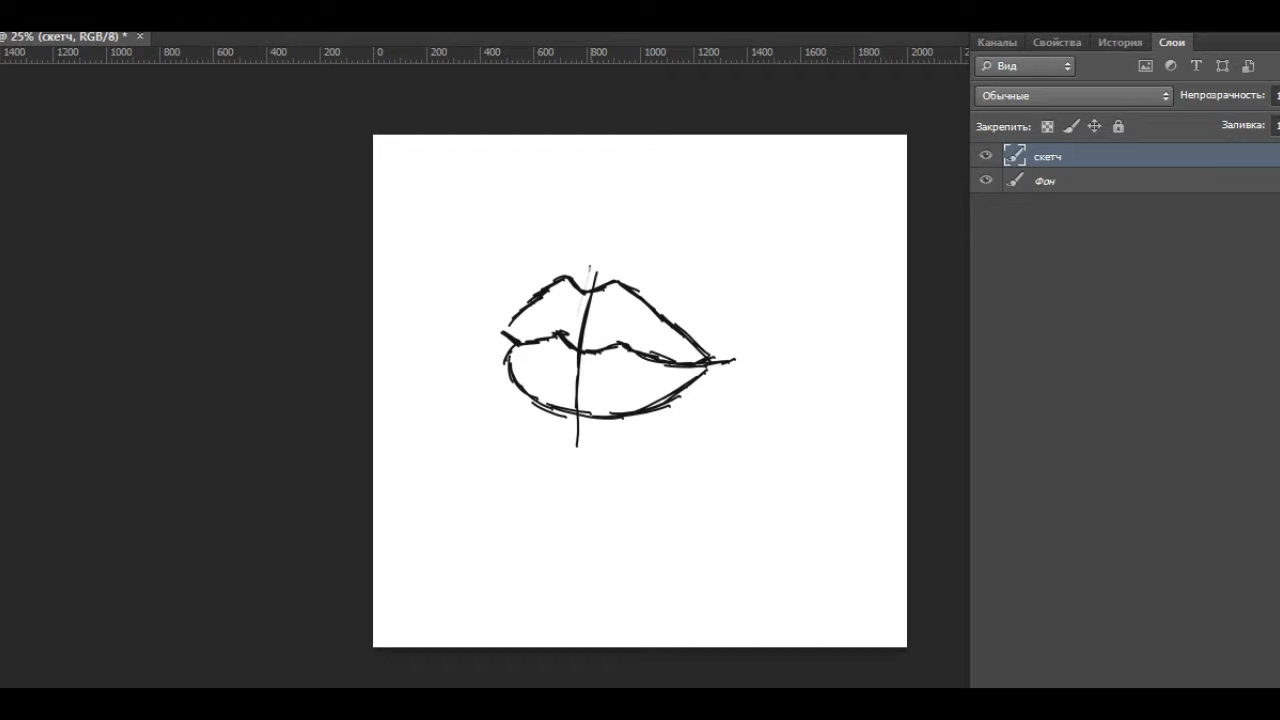 @ 25% (скетч, RGB/8) * ×
1400 1200 1000 800 600 400 200 0 200 400 600 800 1000 1200 1400 1600 1800 2000
Каналы Свойства История Слои
Вид
Обычные Непрозрачность:
Закрепить: Заливка:
скетч
Фон